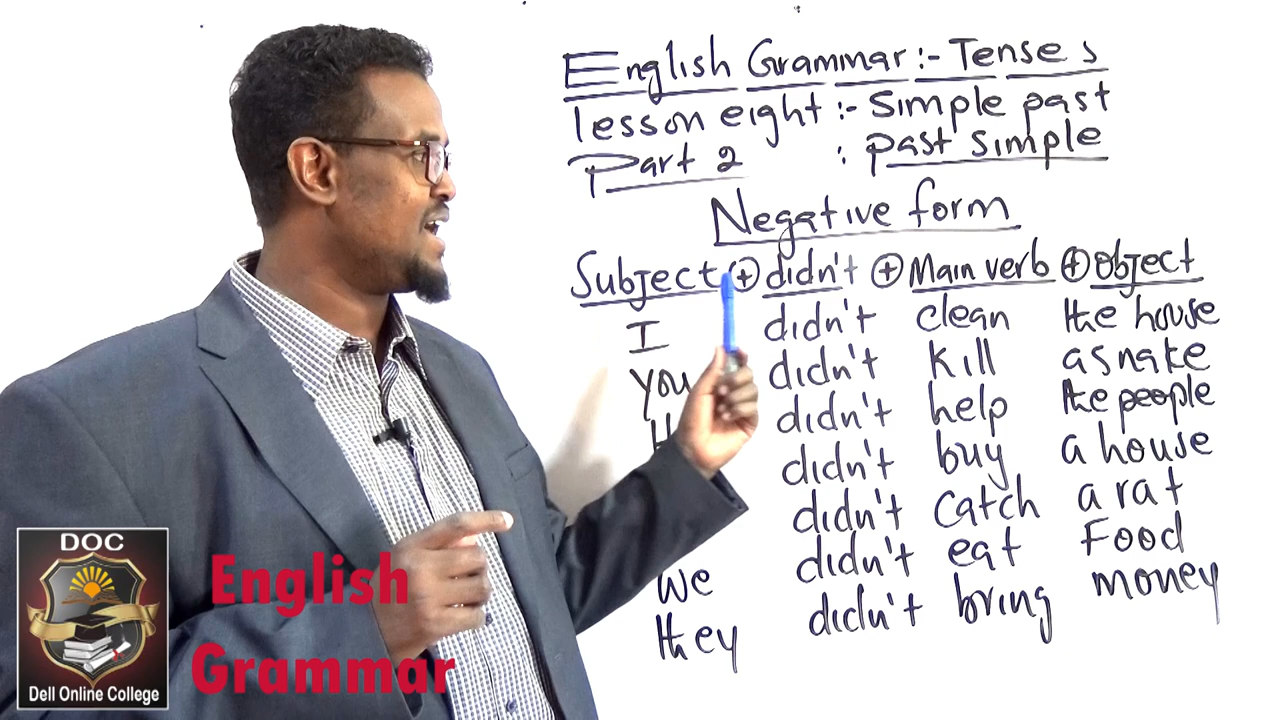 English Grammar:- Tenses
lesson eight :- Simple past
Part 2 : past simple
Negative form
Subject + didn't + Main verb + object
I didn't clean the house
you didn't kill a snake
didn't help the people
didn't buy a house
didn't catch a rat
We didn't eat Food
they didn't bring money
DOC
Dell Online College
English
Grammar